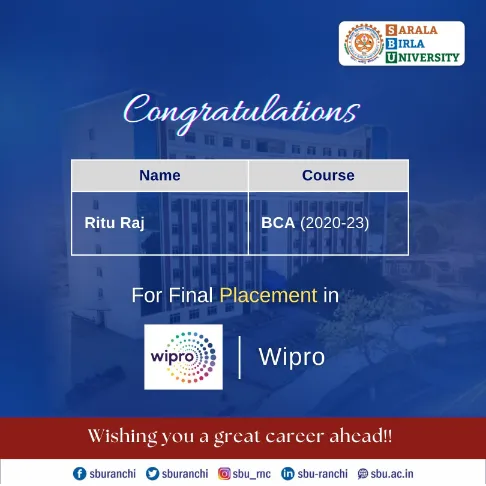 SARALA
BIRLA
UNIVERSITY
Congratulations
Name Course
Ritu Raj BCA (2020-23)
For Final Placement in
wipro Wipro
Wishing you a great career ahead!!
sburanchi sburanchi sbu_rnc sbu-ranchi sbu.ac.in